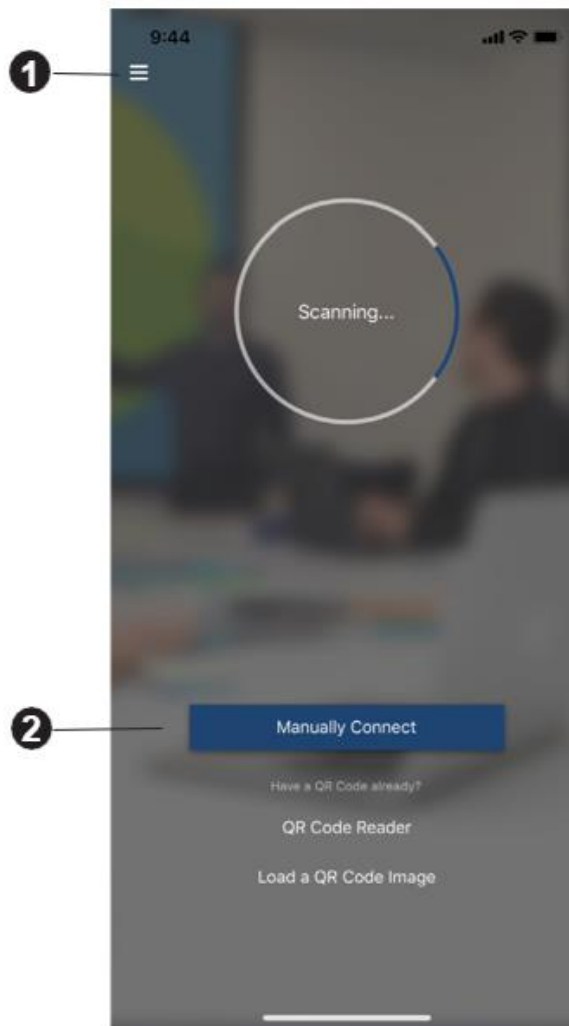 9:44
1
Scanning...
2
Manually Connect
Have a QR Code already?
QR Code Reader
Load a QR Code Image